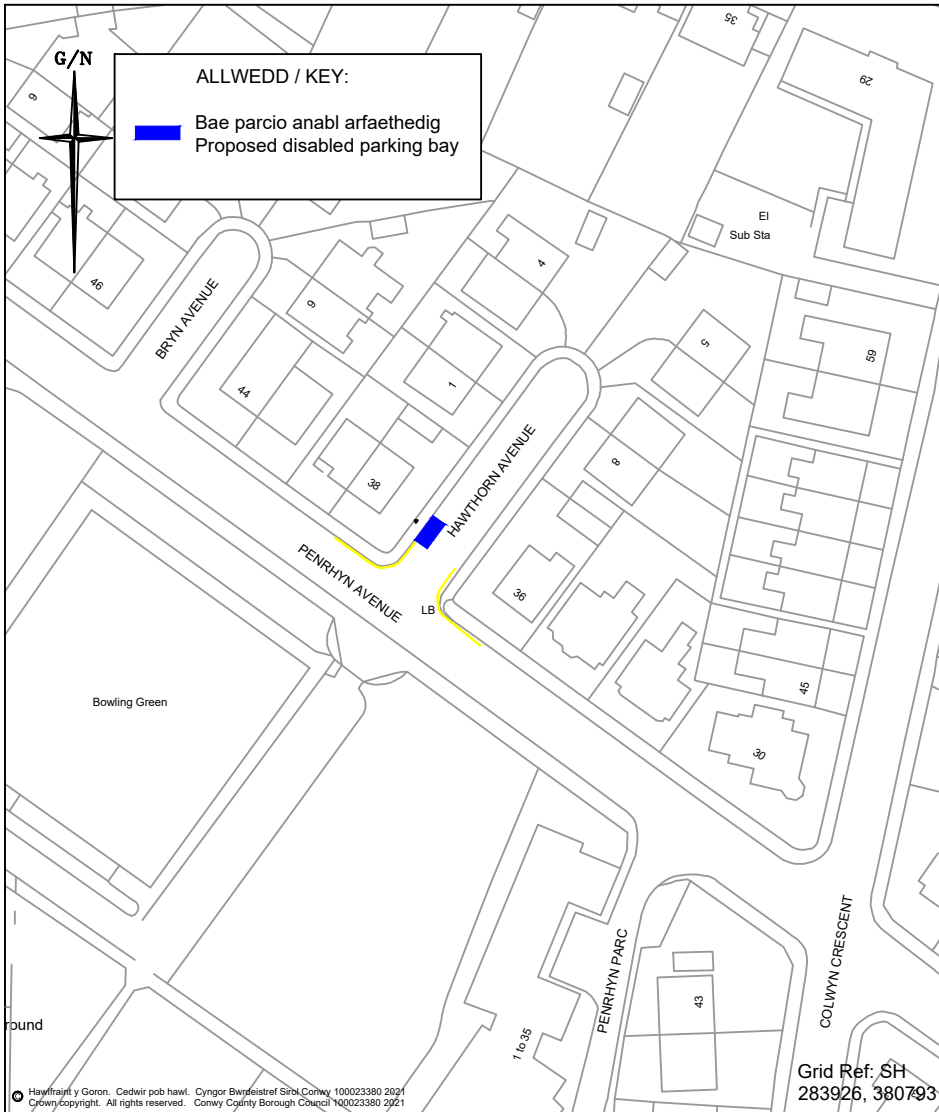 G/N
ALLWEDD / KEY:
Bae parcio anabl arfaethedig
Proposed disabled parking bay
35
29
9
El
Sub Sta
46
BRYN AVENUE
9
4
44
1
5
59
38
HAWTHORN AVENUE
8
PENRHYN AVENUE
LB
36
45
Bowling Green
30
PENRHYN PARC
COLWYN CRESCENT
43
1 to 35
round
Grid Ref: SH
283926, 380793
Hawlfraint y Goron. Cedwir pob hawl. Cyngor Bwrdeistref Sirol Conwy 100023380 2021
Crown copyright. All rights reserved. Conwy County Borough Council 100023380 2021